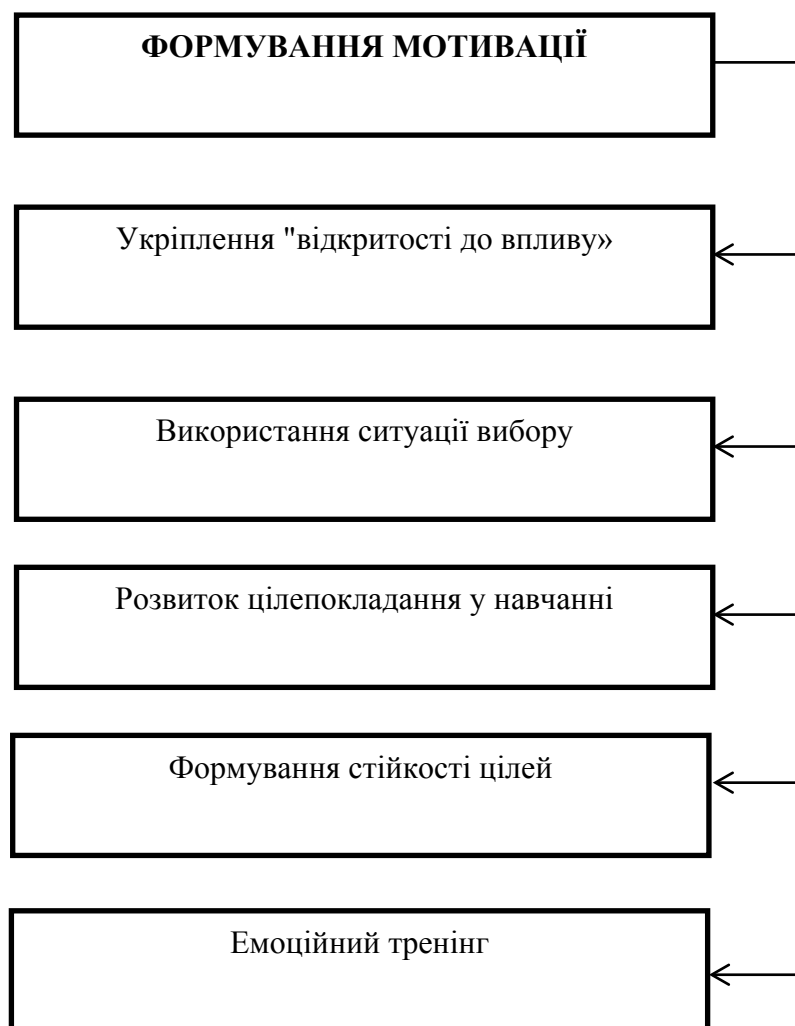 ФОРМУВАННЯ МОТИВАЦІЇ
Укріплення "відкритості до впливу»
Використання ситуації вибору
Розвиток цілепокладання у навчанні
Формування стійкості цілей
Емоційний тренінг